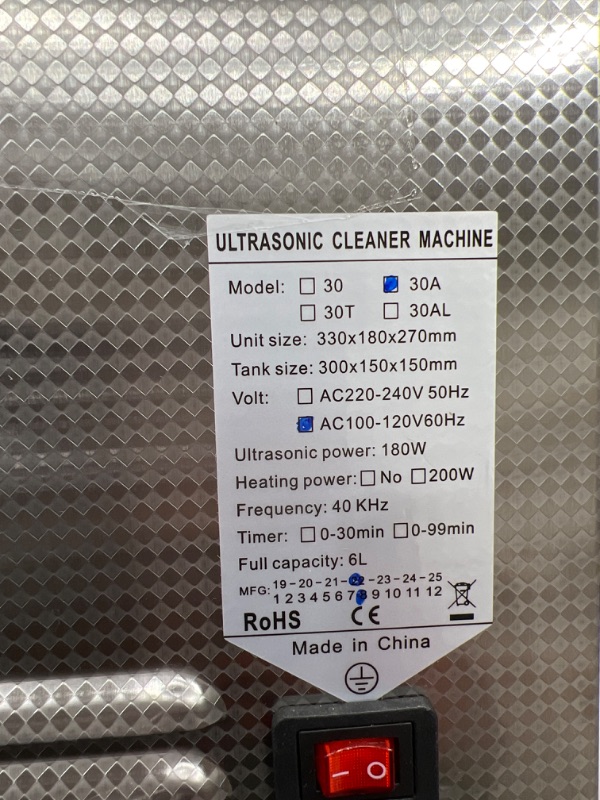 ULTRASONIC CLEANER MACHINE
Model: ☐ 30 ☑ 30A
☐ 30T ☐ 30AL
Unit size: 330x180x270mm
Tank size: 300x150x150mm
Volt: ☐ AC220-240V 50Hz
☑ AC100-120V60Hz
Ultrasonic power: 180W
Heating power: ☐ No ☐ 200W
Frequency: 40 KHz
Timer: ☐ 0-30min ☐ 0-99min
Full capacity: 6L
MFG: 19-20-21-22-23-24-25
1 2 3 4 5 6 7 8 9 10 11 12
RoHS CE
Made in China